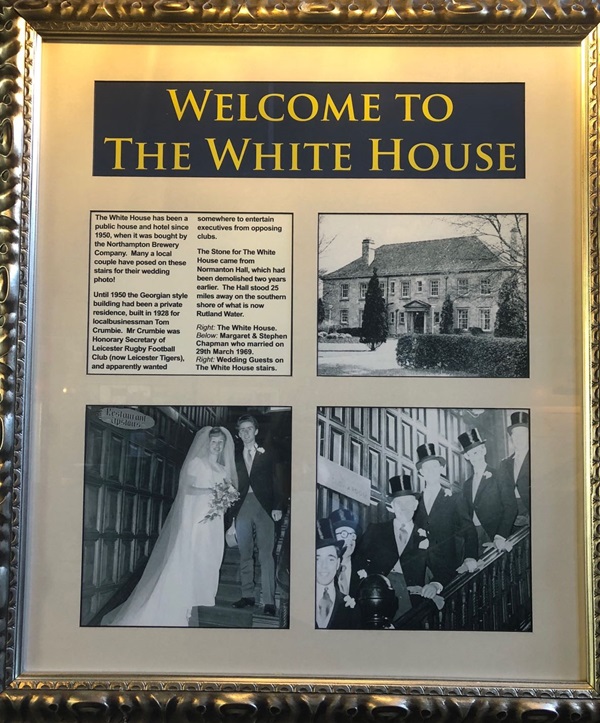 WELCOME TO
THE WHITE HOUSE
The White House has been a
public house and hotel since
1950, when it was bought by
the Northampton Brewery
Company. Many a local
couple have posed on these
stairs for their wedding
photo!
Until 1950 the Georgian style
building had been a private
residence, built in 1928 for
localbusinessman Tom
Crumbie. Mr Crumbie was
Honorary Secretary of
Leicester Rugby Football
Club (now Leicester Tigers),
and apparently wanted
somewhere to entertain
executives from opposing
clubs.
The Stone for The White
House came from
Normanton Hall, which had
been demolished two years
earlier. The Hall stood 25
miles away on the southern
shore of what is now
Rutland Water.
Right: The White House.
Below: Margaret & Stephen
Chapman who married on
29th March 1969.
Right: Wedding Guests on
The White House stairs.
Restaurant
Upstairs